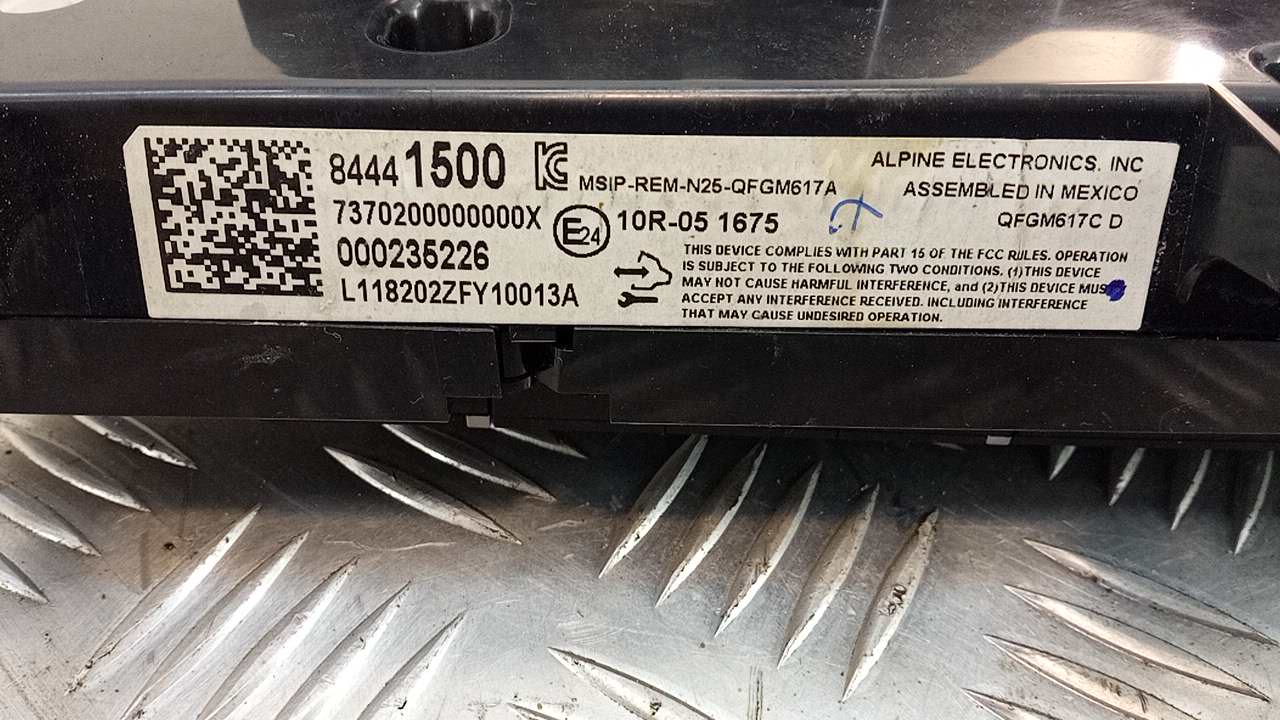 84441500
MSIP-REM-N25-QFGM617A
7370200000000X
E24
10R-05 1675
000235226
L118202ZFY10013A
ALPINE ELECTRONICS, INC
ASSEMBLED IN MEXICO
QFGM617C D
THIS DEVICE COMPLIES WITH PART 15 OF THE FCC RULES. OPERATION
IS SUBJECT TO THE FOLLOWING TWO CONDITIONS. (1)THIS DEVICE
MAY NOT CAUSE HARMFUL INTERFERENCE, and (2)THIS DEVICE MUST
ACCEPT ANY INTERFERENCE RECEIVED. INCLUDING INTERFERENCE
THAT MAY CAUSE UNDESIRED OPERATION.